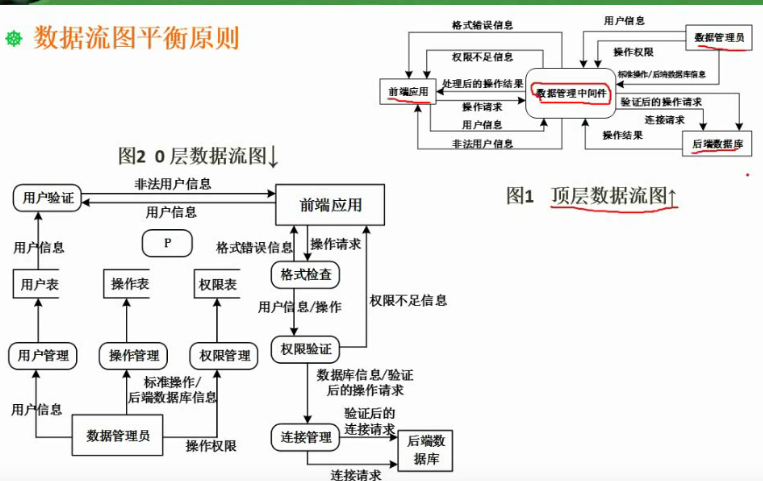 数据流图平衡原则
格式错误信息
权限不足信息
处理后的操作结果
前端应用
操作请求
用户信息
非法用户信息
数据管理中间件
用户信息
操作权限
数据管理员
标准操作/后端数据库信息
验证后的操作请求
连接请求
操作结果
后端数据库
图1 顶层数据流图↑
图2 0层数据流图↓
用户验证
非法用户信息
用户信息
前端应用
P
用户信息
格式错误信息
操作请求
用户表
操作表
权限表
格式检查
用户信息/操作
权限不足信息
用户管理
操作管理
权限管理
权限验证
标准操作/
后端数据库信息
数据库信息/验证
后的操作请求
用户信息
数据管理员
操作权限
连接管理
验证后的
连接请求
后端数
据库
连接请求